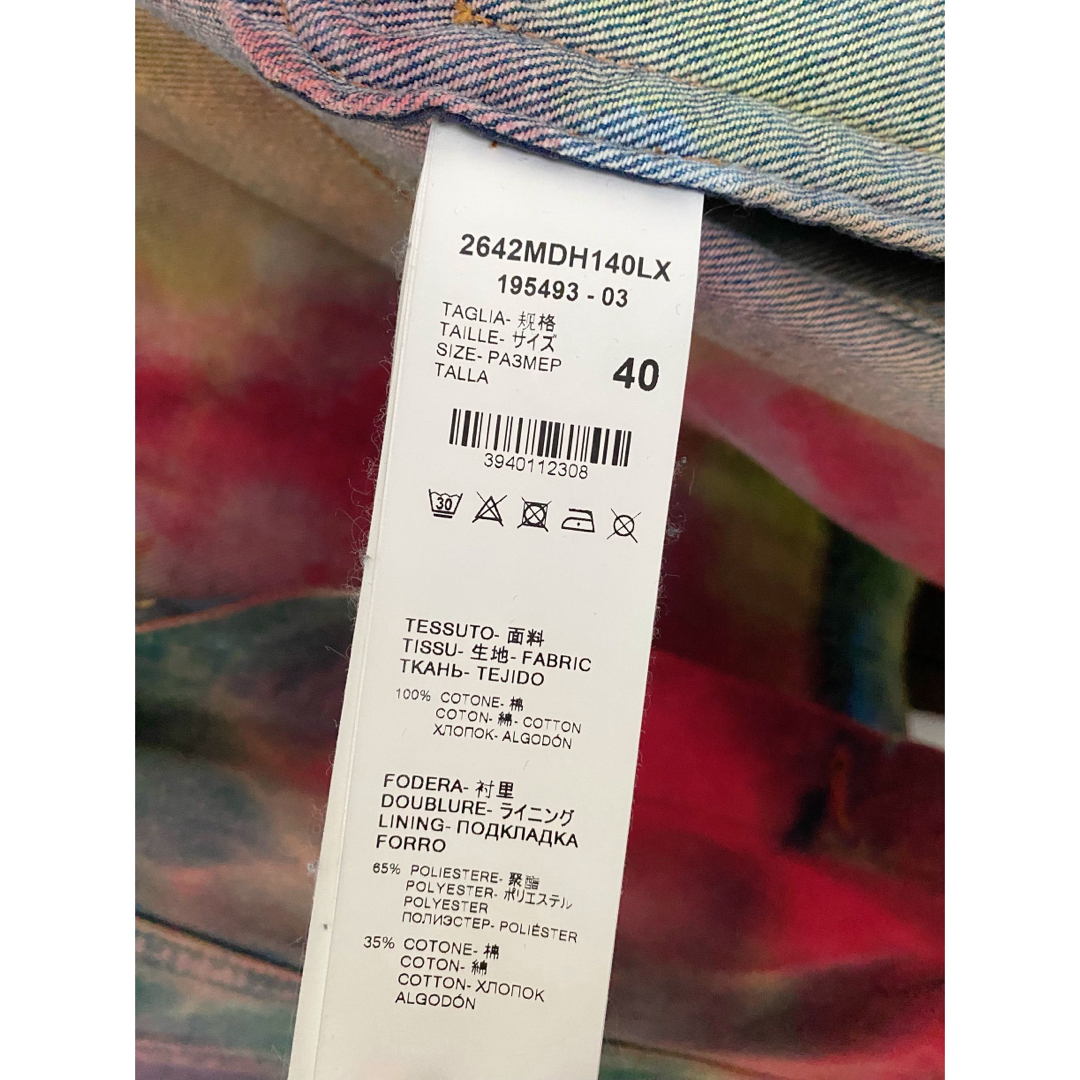 2642MDH140LX
195493 - 03
TAGLIA- 规格
TAILLE- サイズ
SIZE- РАЗМЕР
TALLA
40
3940112308
30
TESSUTO- 面料
TISSU- 生地- FABRIC
ТКАНЬ- TEJIDO
100% COTONE- 棉
COTON- 綿- COTTON
ХЛОПОК- ALGODÓN
FODERA- 衬里
DOUBLURE- ライニング
LINING- ПОДКЛАДКА
FORRO
65% POLIESTERE- 聚酯
POLYESTER- ポリエステル
POLYESTER
ПОЛИЭСТЕР- POLIÉSTER
35% COTONE- 棉
COTON- 綿
COTTON- ХЛОПОК
ALGODÓN